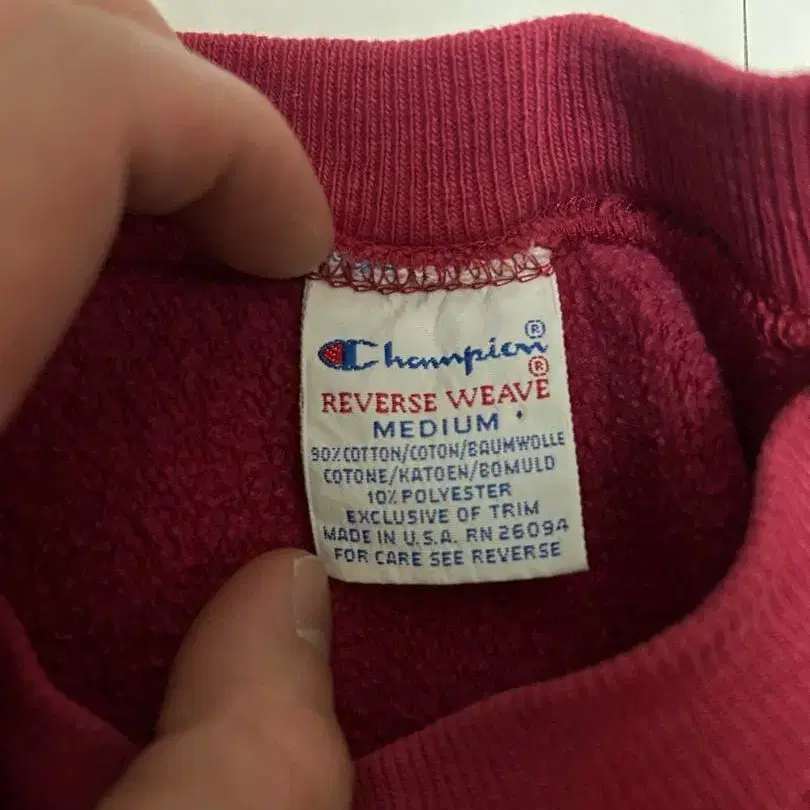 Champion®
REVERSE WEAVE®
MEDIUM
90% COTTON/COTON/BAUMWOLLE
COTONE/KATOEN/BOMULD
10% POLYESTER
EXCLUSIVE OF TRIM
MADE IN U.S.A. RN 26094
FOR CARE SEE REVERSE